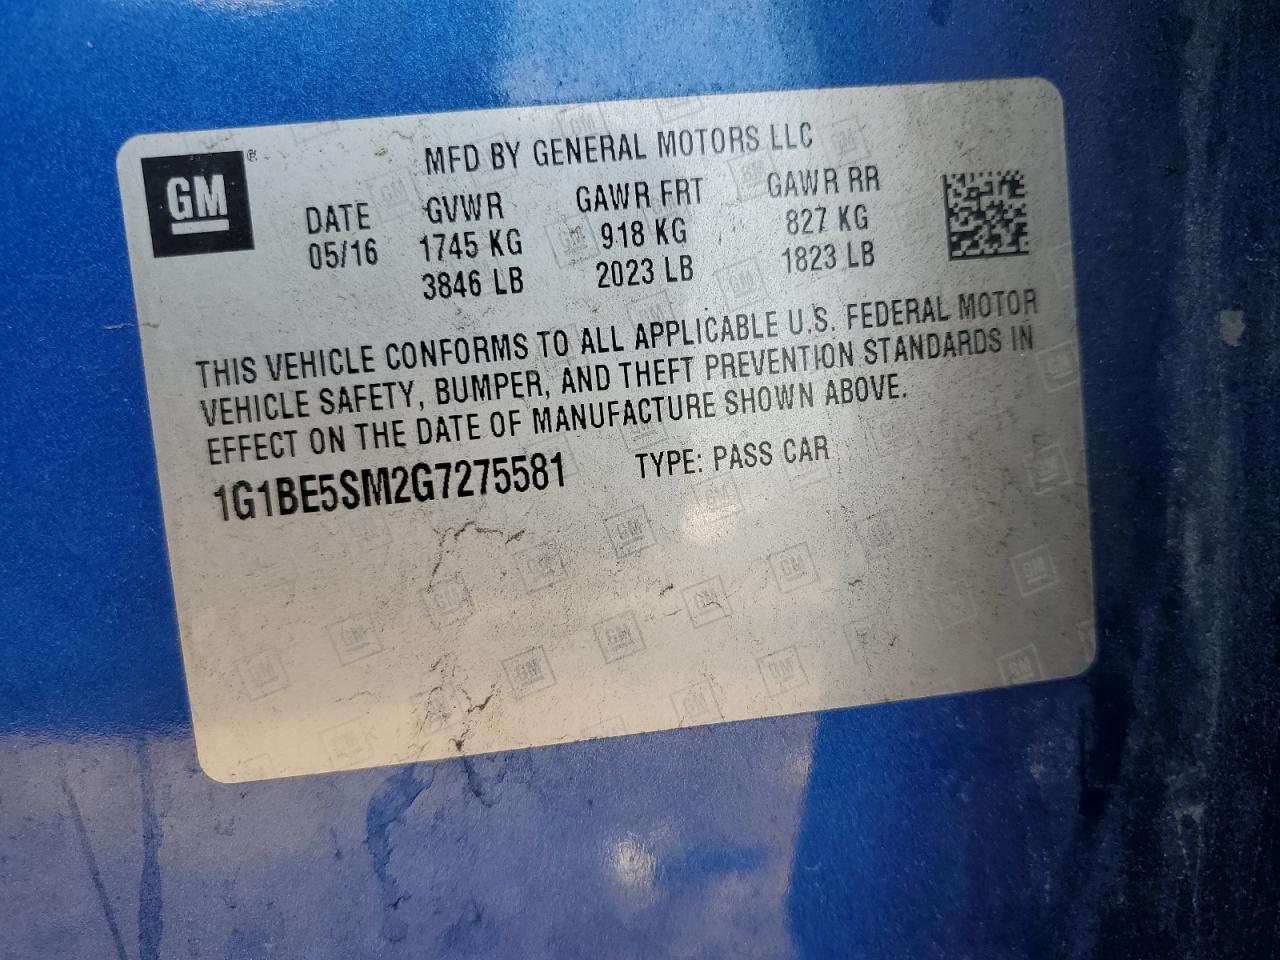 GM®
MFD BY GENERAL MOTORS LLC
DATE GVWR GAWR FRT GAWR RR
05/16 1745 KG 918 KG 827 KG
3846 LB 2023 LB 1823 LB
THIS VEHICLE CONFORMS TO ALL APPLICABLE U.S. FEDERAL MOTOR
VEHICLE SAFETY, BUMPER, AND THEFT PREVENTION STANDARDS IN
EFFECT ON THE DATE OF MANUFACTURE SHOWN ABOVE.
1G1BE5SM2G7275581 TYPE: PASS CAR